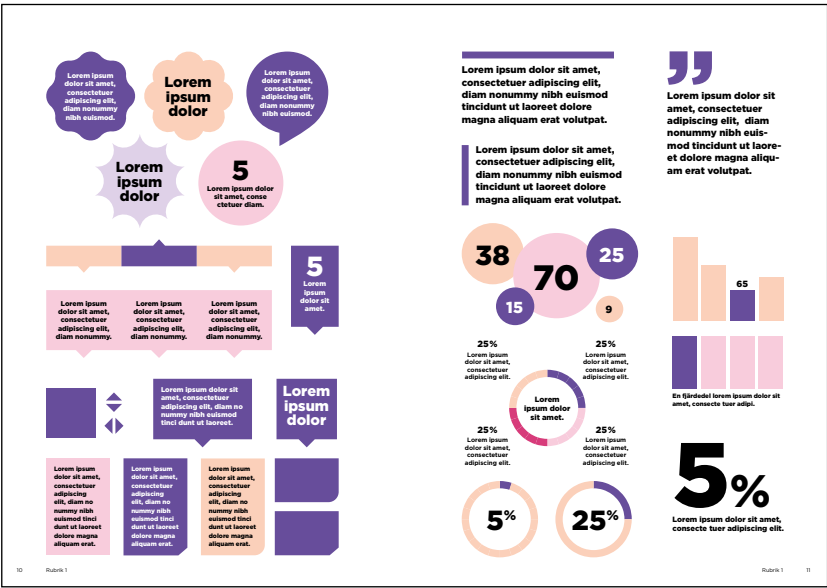 Lorem ipsum
dolor sit amet,
consectetuer
adipiscing elit,
diam nonummy
nibh euismod.
Lorem
ipsum
dolor
Lorem ipsum
dolor sit amet,
consectetuer
adipiscing elit,
diam nonummy
nibh euismod.
Lorem
ipsum
dolor
5
Lorem ipsum dolor
sit amet, conse
ctetuer diam.
5
Lorem
ipsum
dolor sit
amet.
Lorem ipsum
dolor sit amet,
consectetuer
adipiscing elit,
diam nonummy.
Lorem ipsum
dolor sit amet,
consectetuer
adipiscing elit,
diam nonummy.
Lorem ipsum
dolor sit amet,
consectetuer
adipiscing elit,
diam nonummy.
Lorem ipsum dolor sit
amet, consectetuer
adipiscing elit, diam no
nummy nibh euismod
tinci dunt ut.
Lorem
ipsum
dolor
Lorem ipsum
dolor sit amet,
consectetuer
adipiscing
elit, diam no
nummy nibh
euismod tinci
dunt ut laoreet
dolore magna
aliquam erat.
Lorem ipsum
dolor sit amet,
consectetuer
adipiscing
elit, diam no
nummy nibh
euismod tinci
dunt ut laoreet
dolore magna
aliquam erat.
Lorem ipsum
dolor sit amet,
consectetuer
adipiscing
elit, diam no
nummy nibh
euismod tinci
dunt ut laoreet
dolore magna
aliquam erat.
10
Rubrik 1
Lorem ipsum dolor sit amet,
consectetuer adipiscing elit,
diam nonummy nibh euismod
tincidunt ut laoreet dolore
magna aliquam erat volutpat.
Lorem ipsum dolor sit amet,
consectetuer adipiscing elit,
diam nonummy nibh euismod
tincidunt ut laoreet dolore
magna aliquam erat volutpat.
”
Lorem ipsum dolor sit
amet, consectetuer
adipiscing elit, diam
nonummy nibh euis-
mod tincidunt ut laore-
et dolore magna aliqu-
am erat volutpat.
38
70
25
15
9
65
25%
Lorem ipsum
dolor sit amet,
consectetuer
adipiscing elit.
25%
Lorem ipsum
dolor sit amet,
consectetuer
adipiscing elit.
Lorem
ipsum dolor
sit amet.
25%
Lorem ipsum
dolor sit amet,
consectetuer
adipiscing elit.
25%
Lorem ipsum
dolor sit amet,
consectetuer
adipiscing elit.
En fjärdedel lorem ipsum dolor sit
amet, consecte tuer adipi.
5%
25%
5%
Lorem ipsum dolor sit amet,
consecte tuer adipiscing elit.
Rubrik 1
11